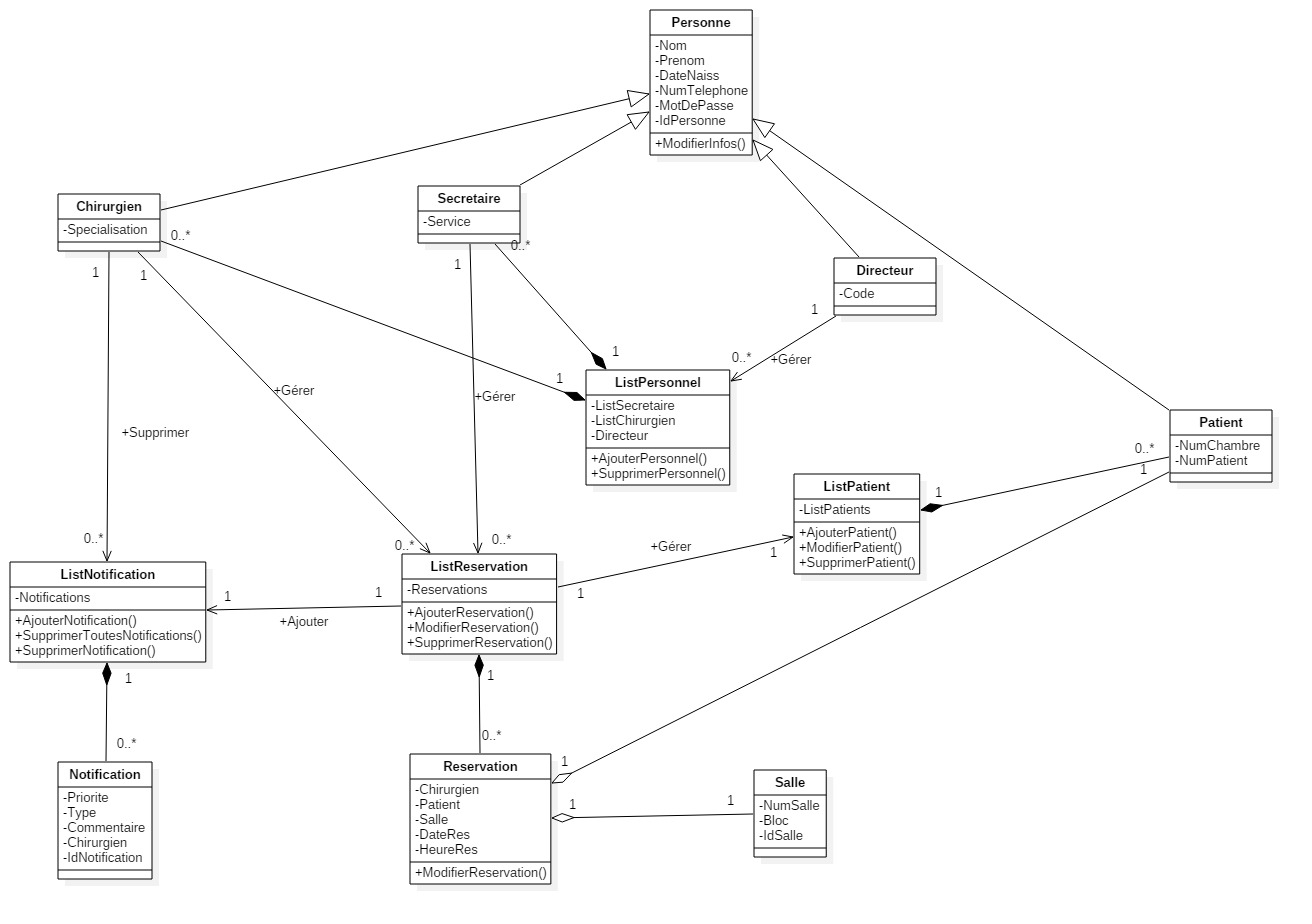 Personne
-Nom
-Prenom
-DateNaiss
-NumTelephone
-MotDePasse
-IdPersonne
+ModifierInfos()
Chirurgien
-Specialisation
Secretaire
-Service
Directeur
-Code
0..*
0..*
1
1
1
1
0..*
+Gérer
1
1
ListPersonnel
-ListSecretaire
-ListChirurgien
-Directeur
+AjouterPersonnel()
+SupprimerPersonnel()
+Gérer
+Gérer
+Supprimer
Patient
-NumChambre
-NumPatient
0..*
1
ListPatient
-ListPatients
+AjouterPatient()
+ModifierPatient()
+SupprimerPatient()
1
0..*
0..*
0..*
+Gérer
1
1
ListNotification
-Notifications
+AjouterNotification()
+SupprimerToutesNotifications()
+SupprimerNotification()
ListReservation
-Reservations
+AjouterReservation()
+ModifierReservation()
+SupprimerReservation()
1
1
+Ajouter
1
1
0..*
0..*
Notification
-Priorite
-Type
-Commentaire
-Chirurgien
-IdNotification
Reservation
-Chirurgien
-Patient
-Salle
-DateRes
-HeureRes
+ModifierReservation()
1
1
1
Salle
-NumSalle
-Bloc
-IdSalle